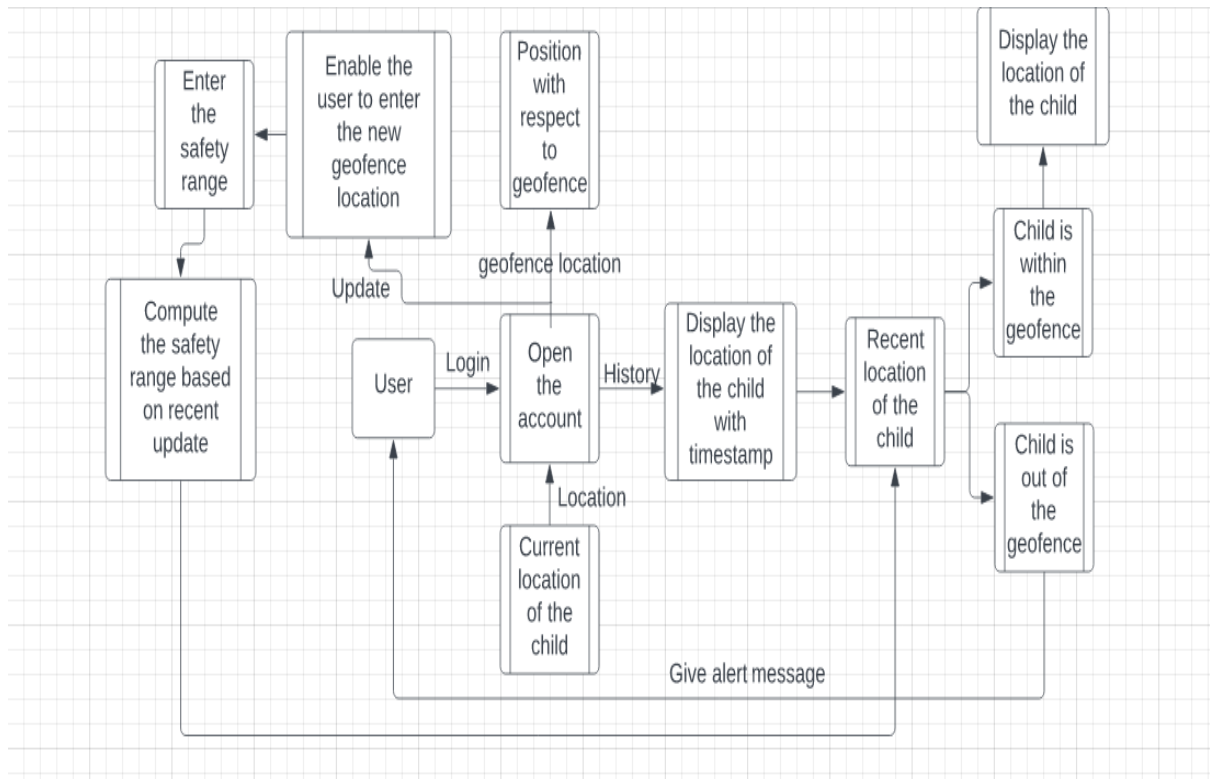 Enter
the
safety
range
Enable the
user to enter
the new
geofence
location
Position
with
respect
to
geofence
Display the
location of
the child
geofence location
Update
Child is
within
the
geofence
Compute
the safety
range based
on recent
update
User
Login
Open
the
account
History
Display the
location of
the child
with
timestamp
Recent
location
of the
child
Child is
out of
the
geofence
Location
Current
location
of the
child
Give alert message